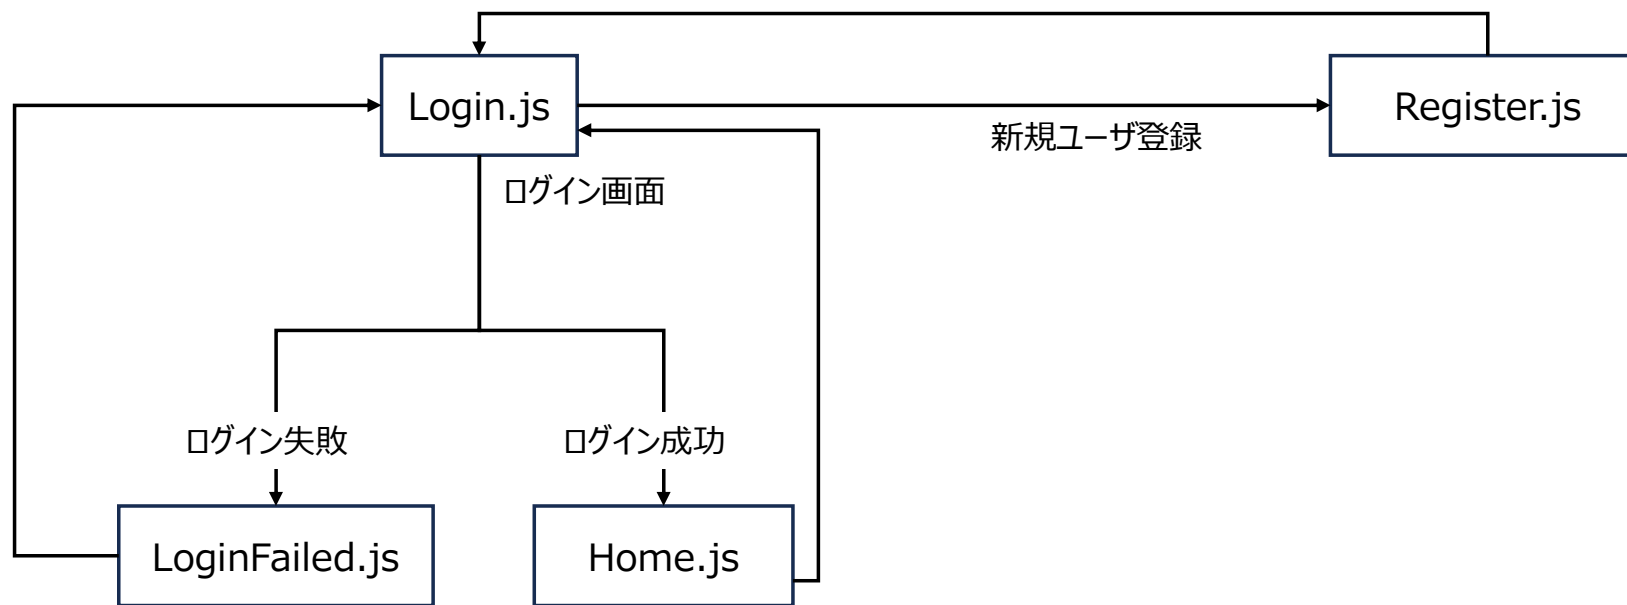 Login.js
Register.js
新規ユーザ登録
ログイン画面
ログイン失敗
ログイン成功
LoginFailed.js
Home.js